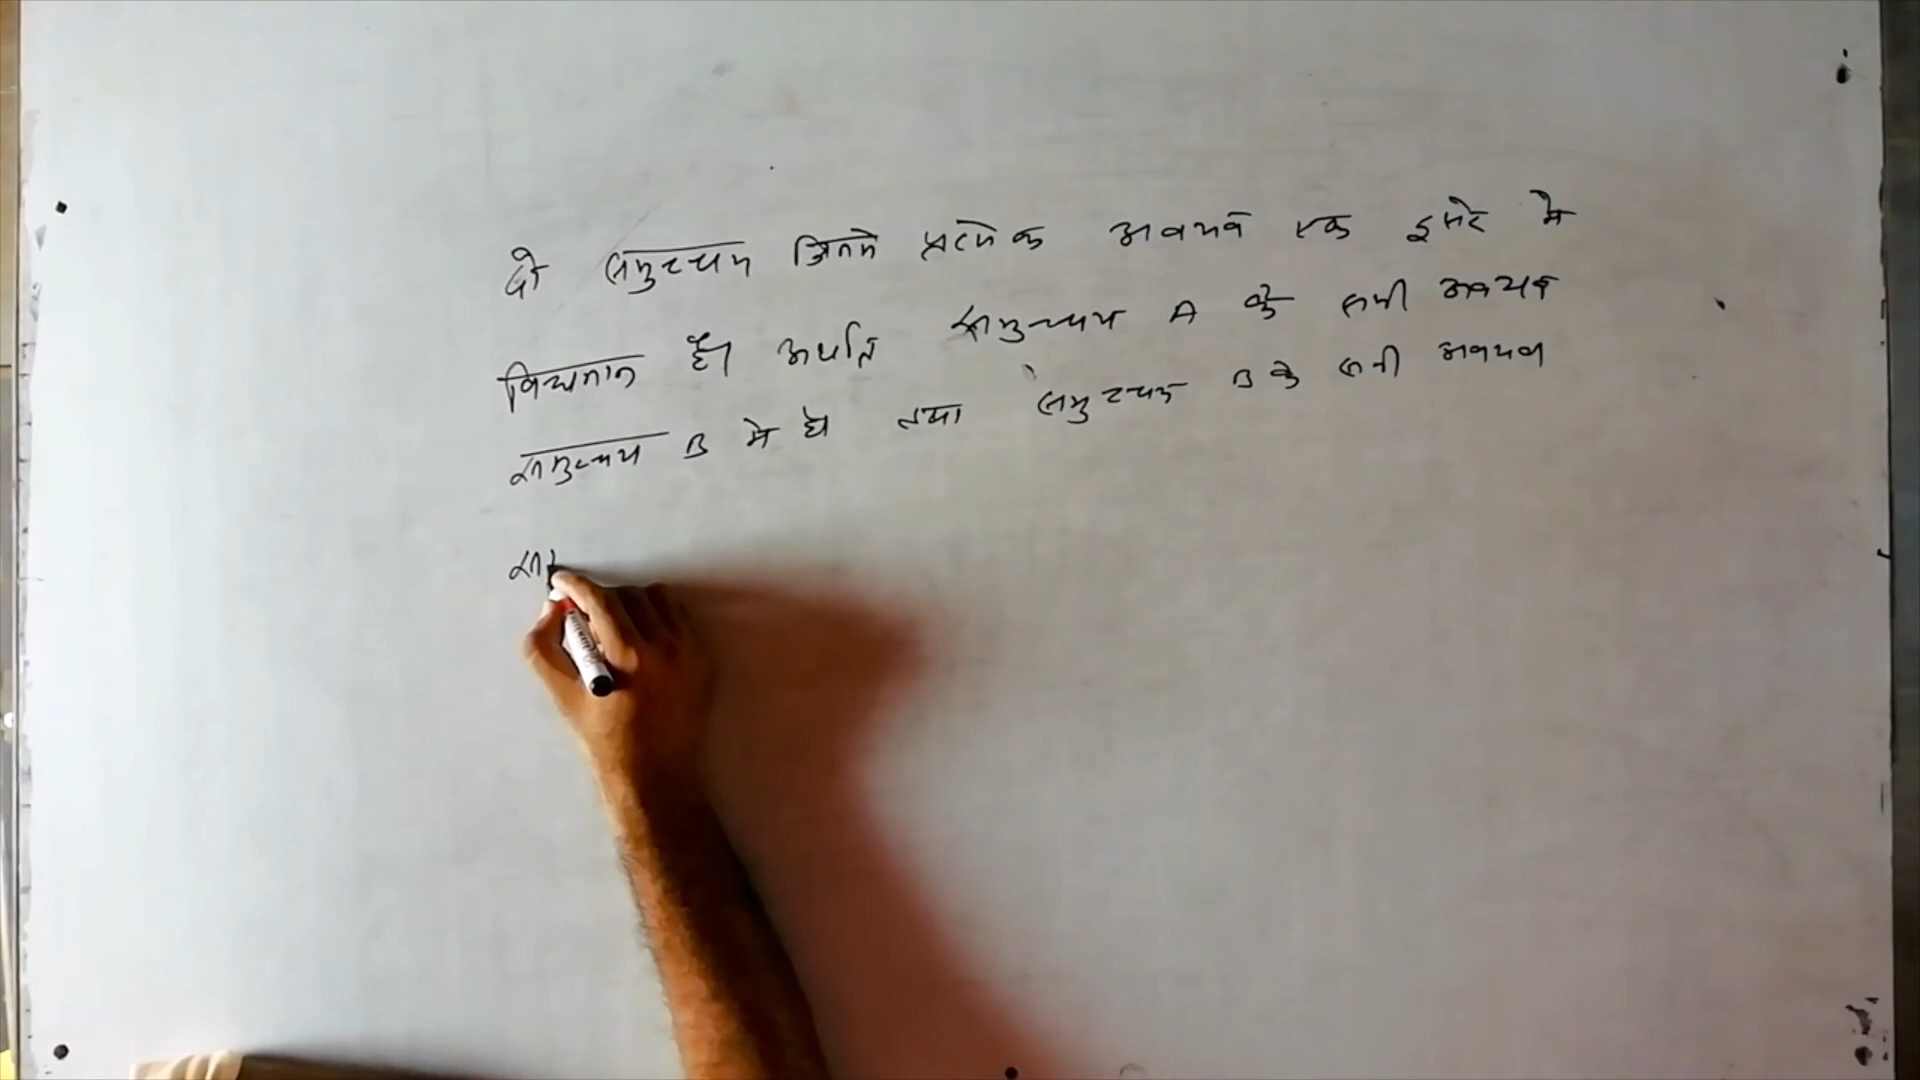 दो समुच्चय जिनमे प्रत्येक अवयव एक दुसरे मे
विद्यमान है। अर्थात समुच्चय A के सभी अवयव
समुच्चय B मे है तथा समुच्चय B के सभी अवयव